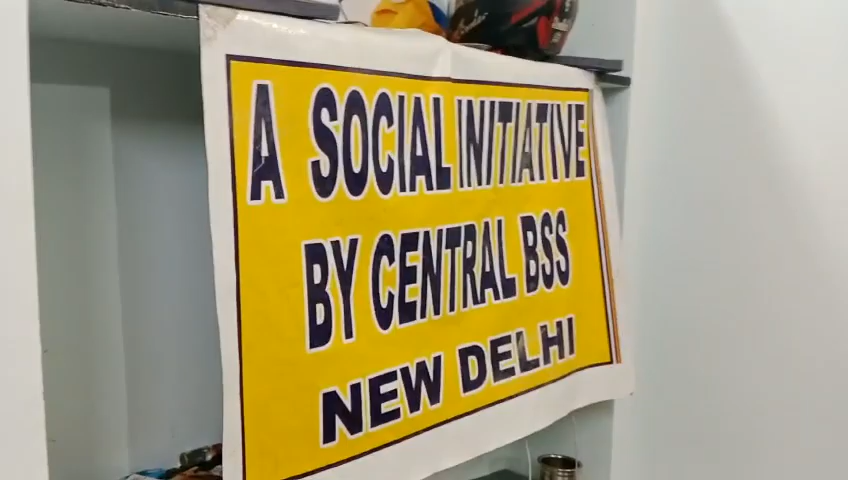 A SOCIAL INITIATIVE
BY CENTRAL BSS
NEW DELHI